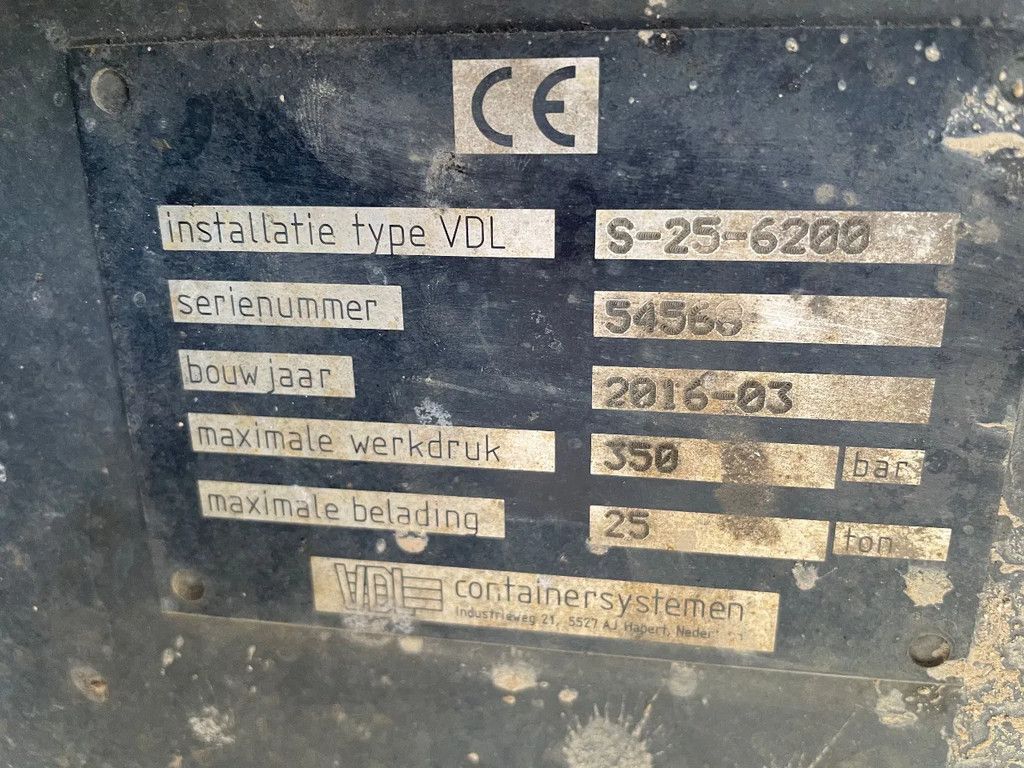 CE
installatie type VDL S-25-6200
serienummer
bouwjaar 2016-03
maximale werkdruk 350 bar
maximale belading 25 ton
VDL containersystemen
Industrieweg 21, 5527 AJ Hapert,